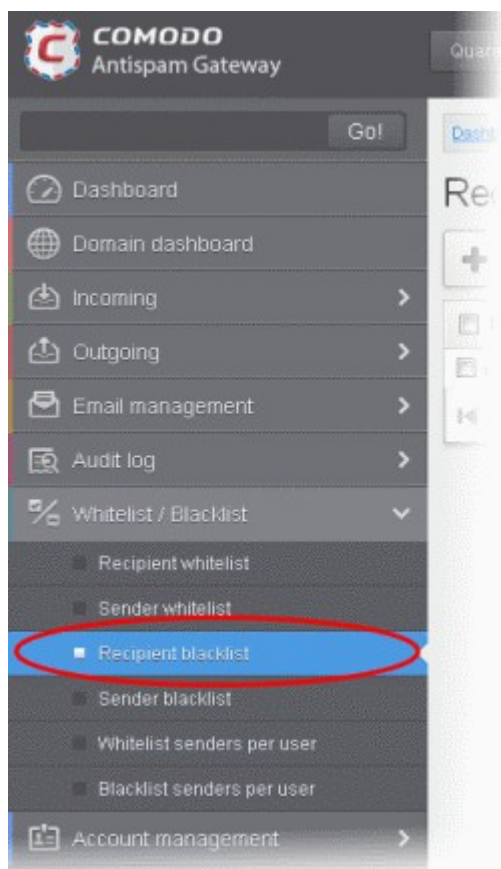 COMODO
Antispam Gateway
Go!
Dashboard
Domain dashboard
Incoming
Outgoing
Email management
Audit log
Whitelist / Blacklist
Recipient whitelist
Sender whitelist
Recipient blacklist
Sender blacklist
Whitelist senders per user
Blacklist senders per user
Account management